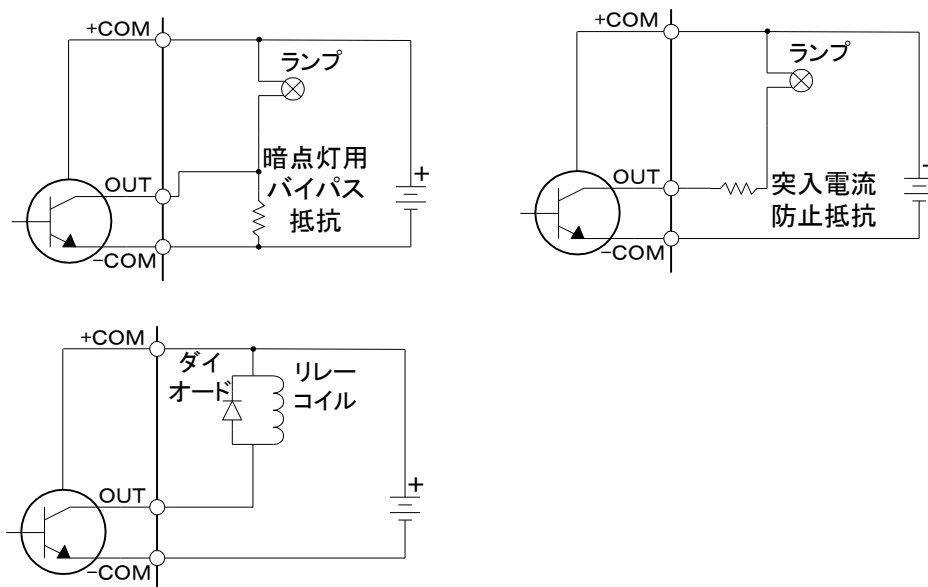 +COM
ランプ
暗点灯用
バイパス
抵抗
OUT
+
−COM
+COM
ランプ
OUT
突入電流
防止抵抗
−COM
+COM
ダイ
オード
リレー
コイル
OUT
+
−COM